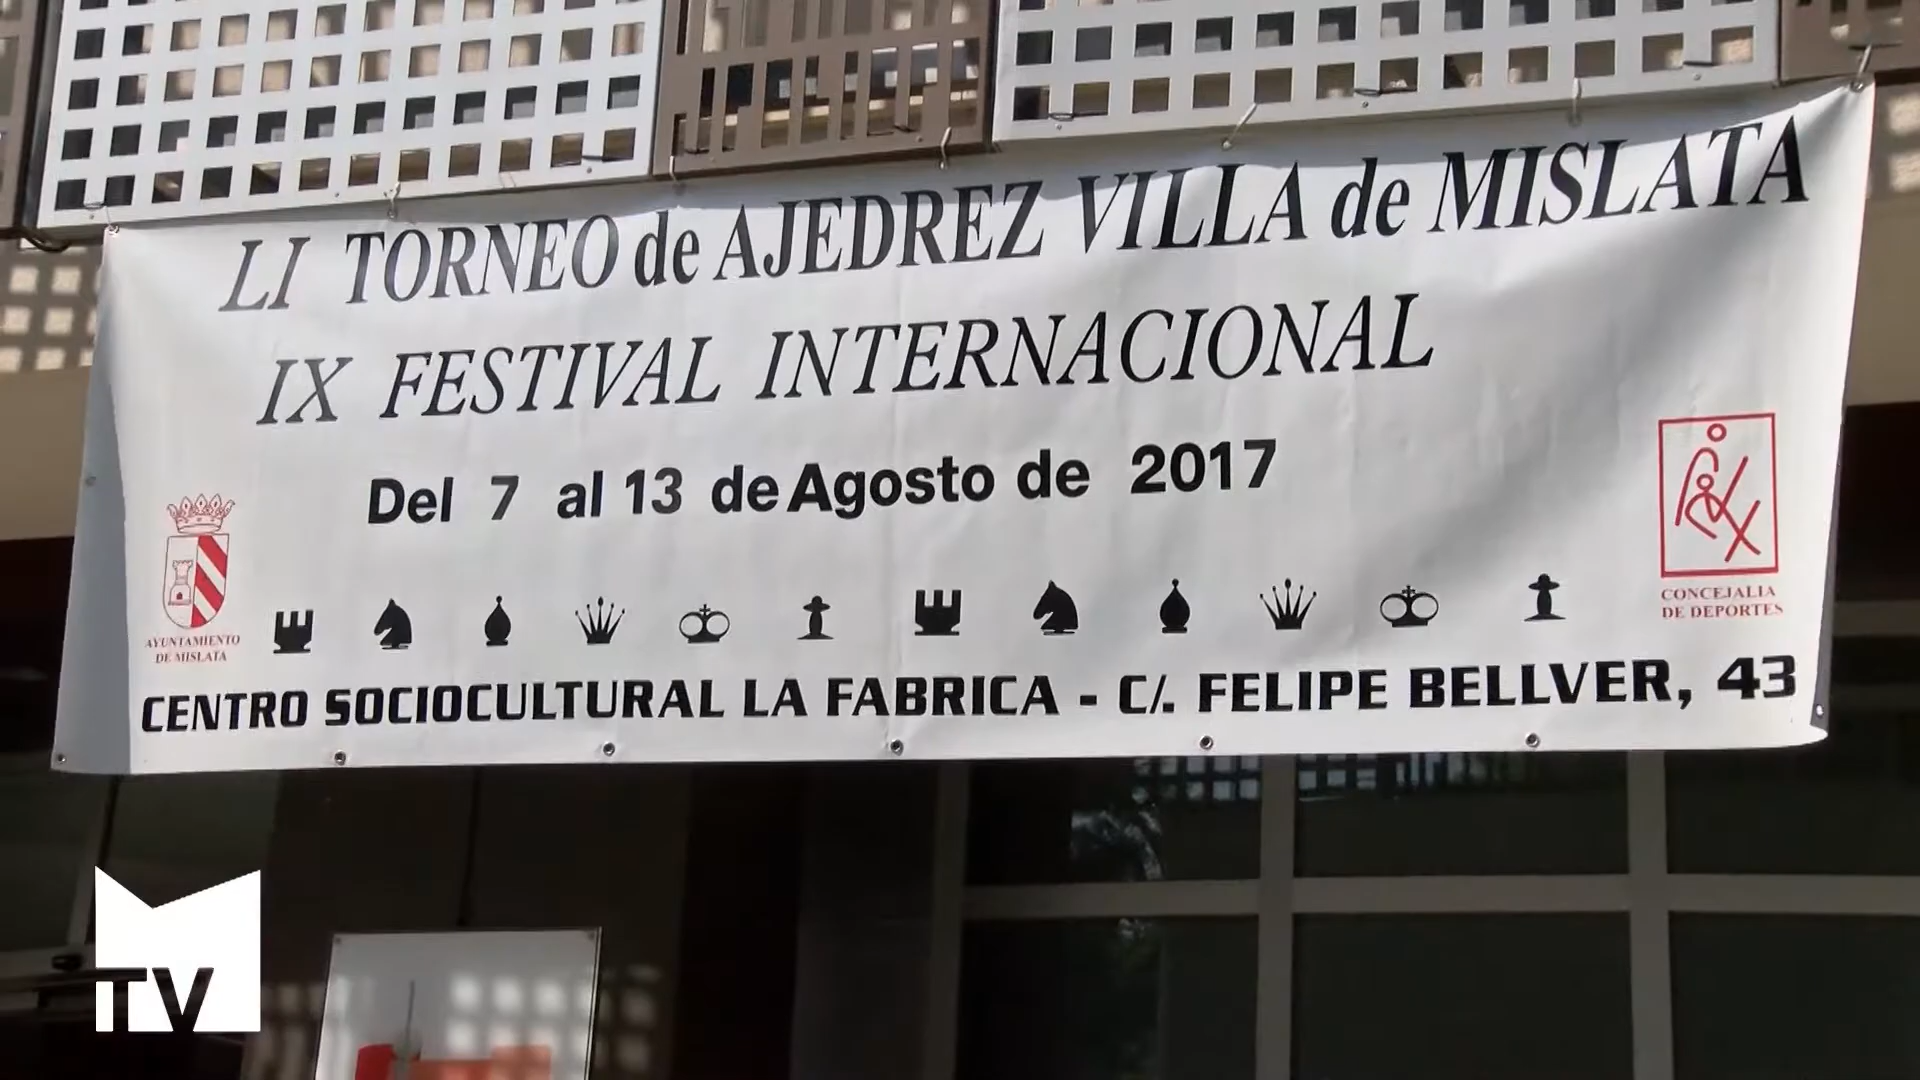 LI TORNEO de AJEDREZ VILLA de MISLATA
IX FESTIVAL INTERNACIONAL
Del 7 al 13 de Agosto de 2017
AYUNTAMIENTO
DE MISLATA
CONCEJALIA
DE DEPORTES
CENTRO SOCIOCULTURAL LA FABRICA - C/. FELIPE BELLVER, 43
TV